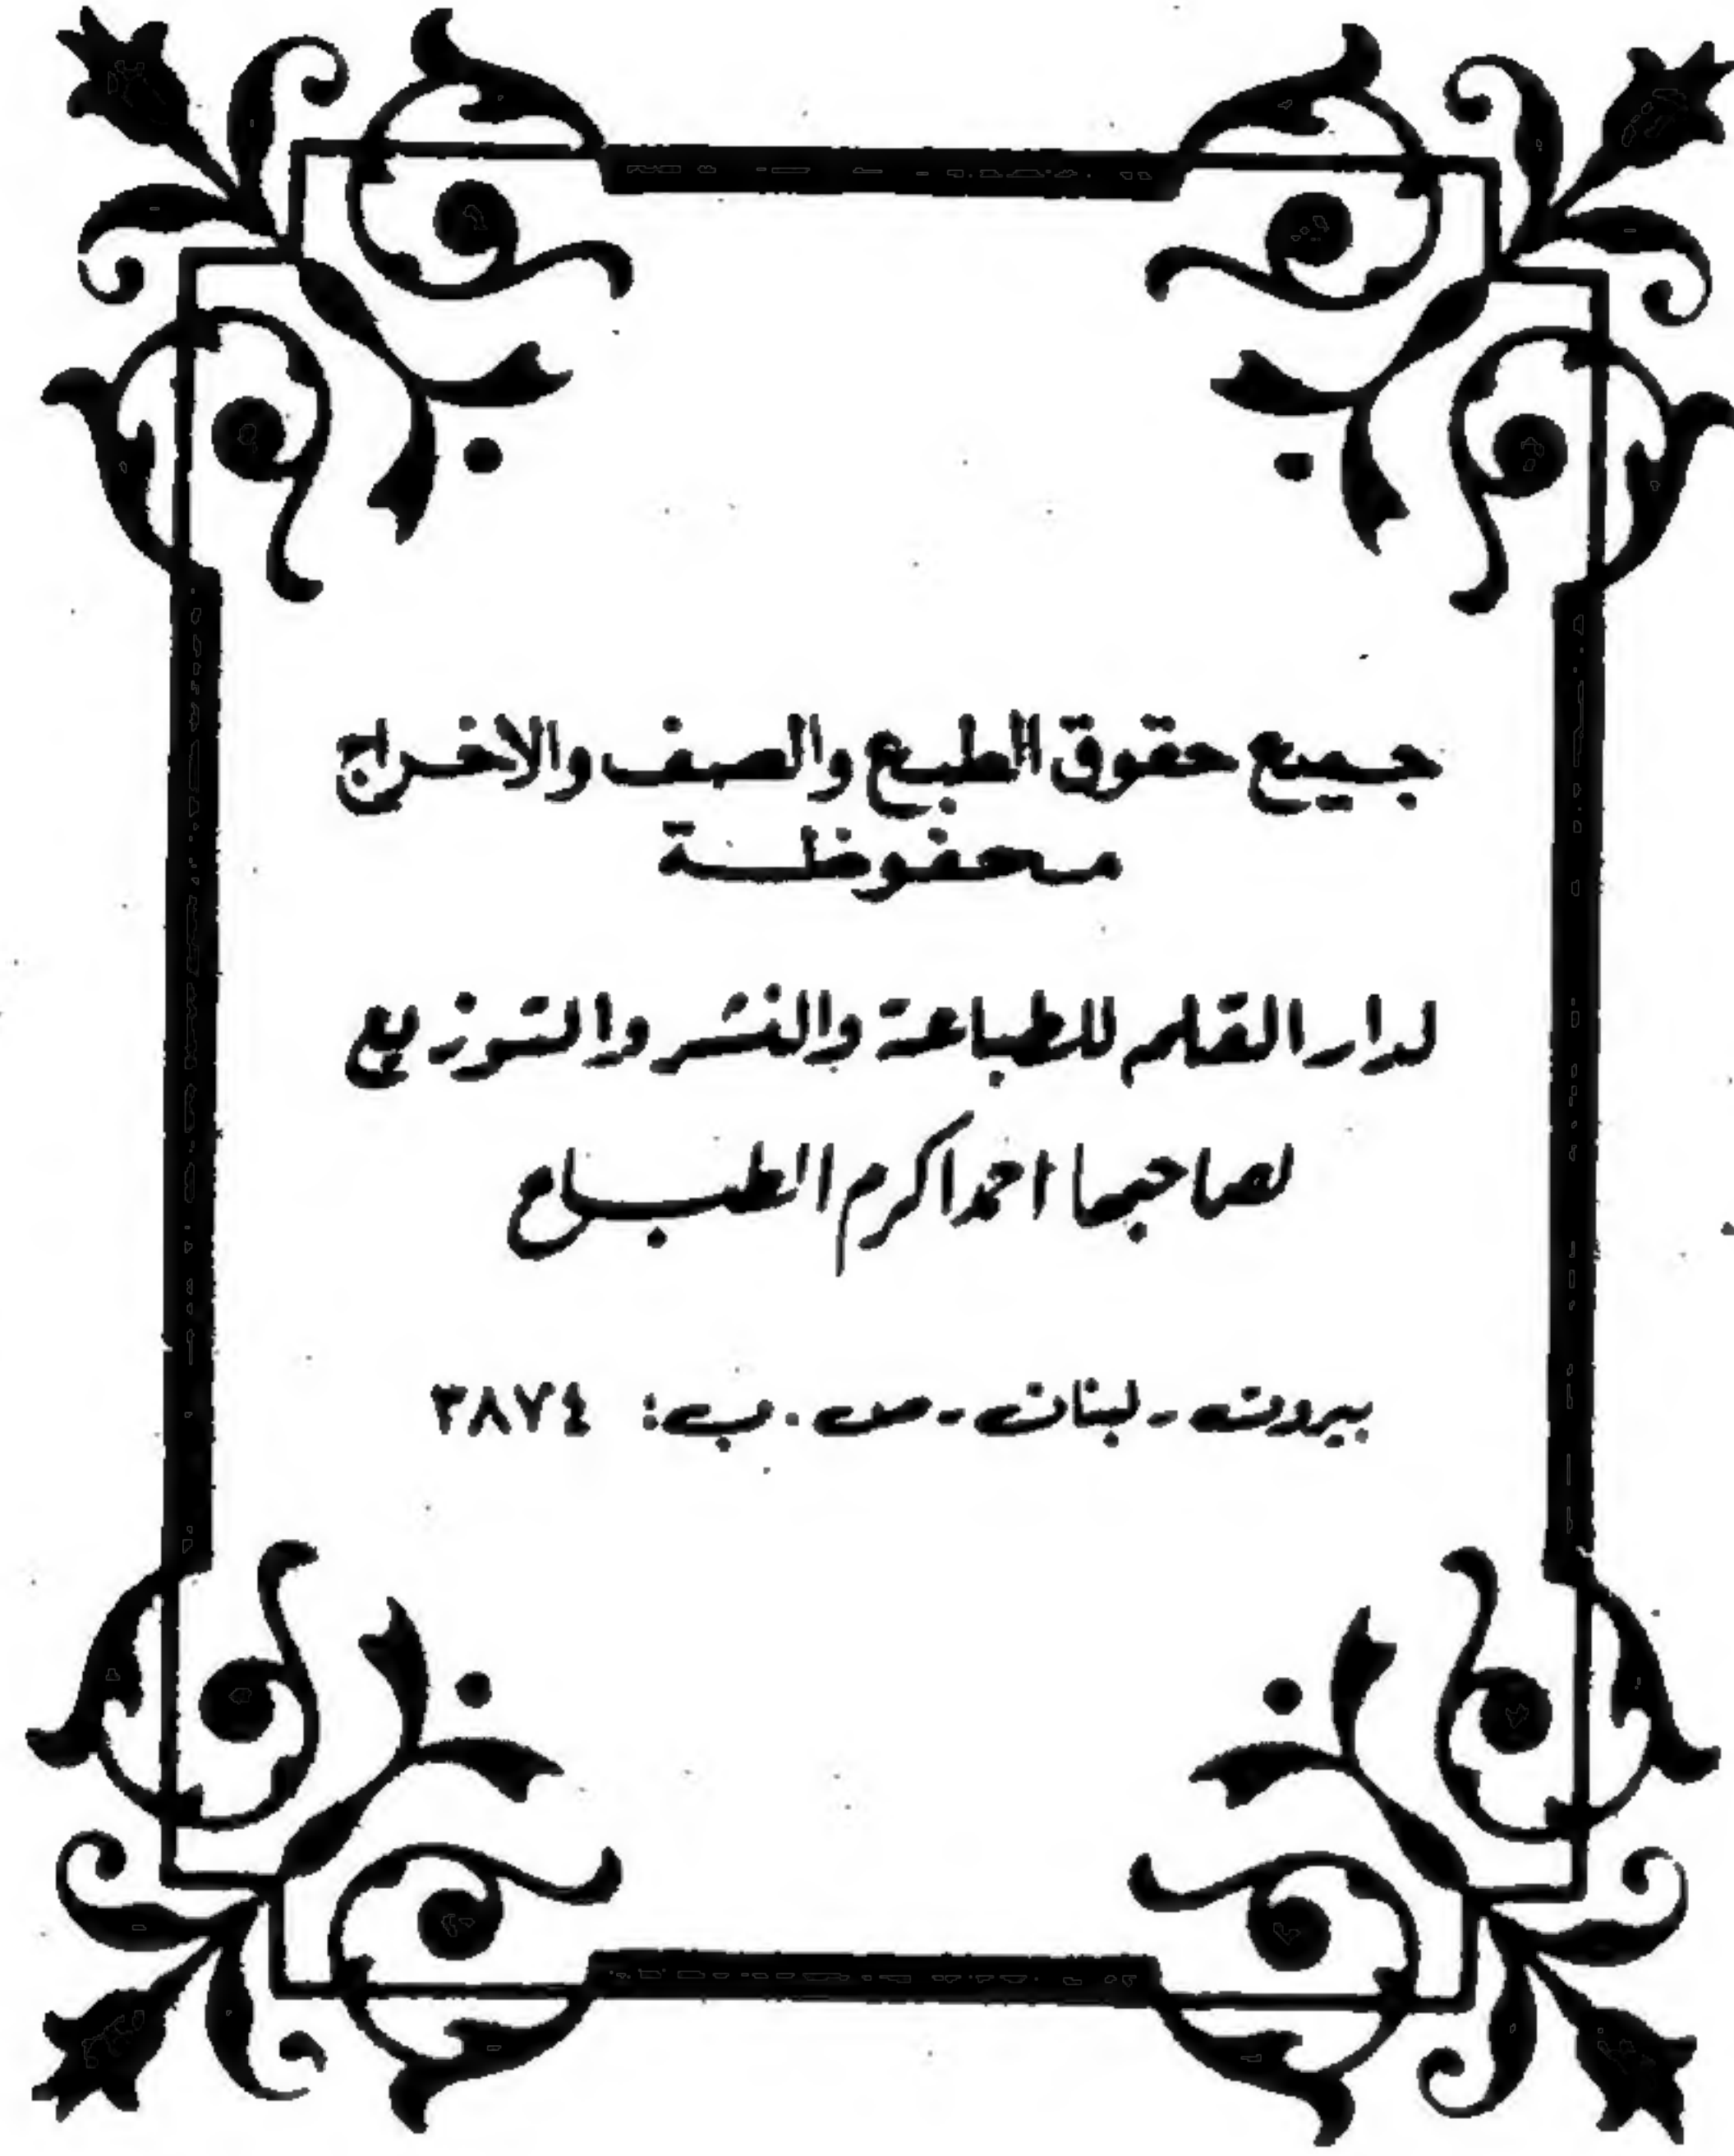 جميع حقوق الطبع والصف والاخراج
محفوظة
لدار القلم للطباعة والنشر والتوزيع
لصاحبها احمد اكرم الطباع
بيروت - لبنان - ص . ب : ٣٨٧٤